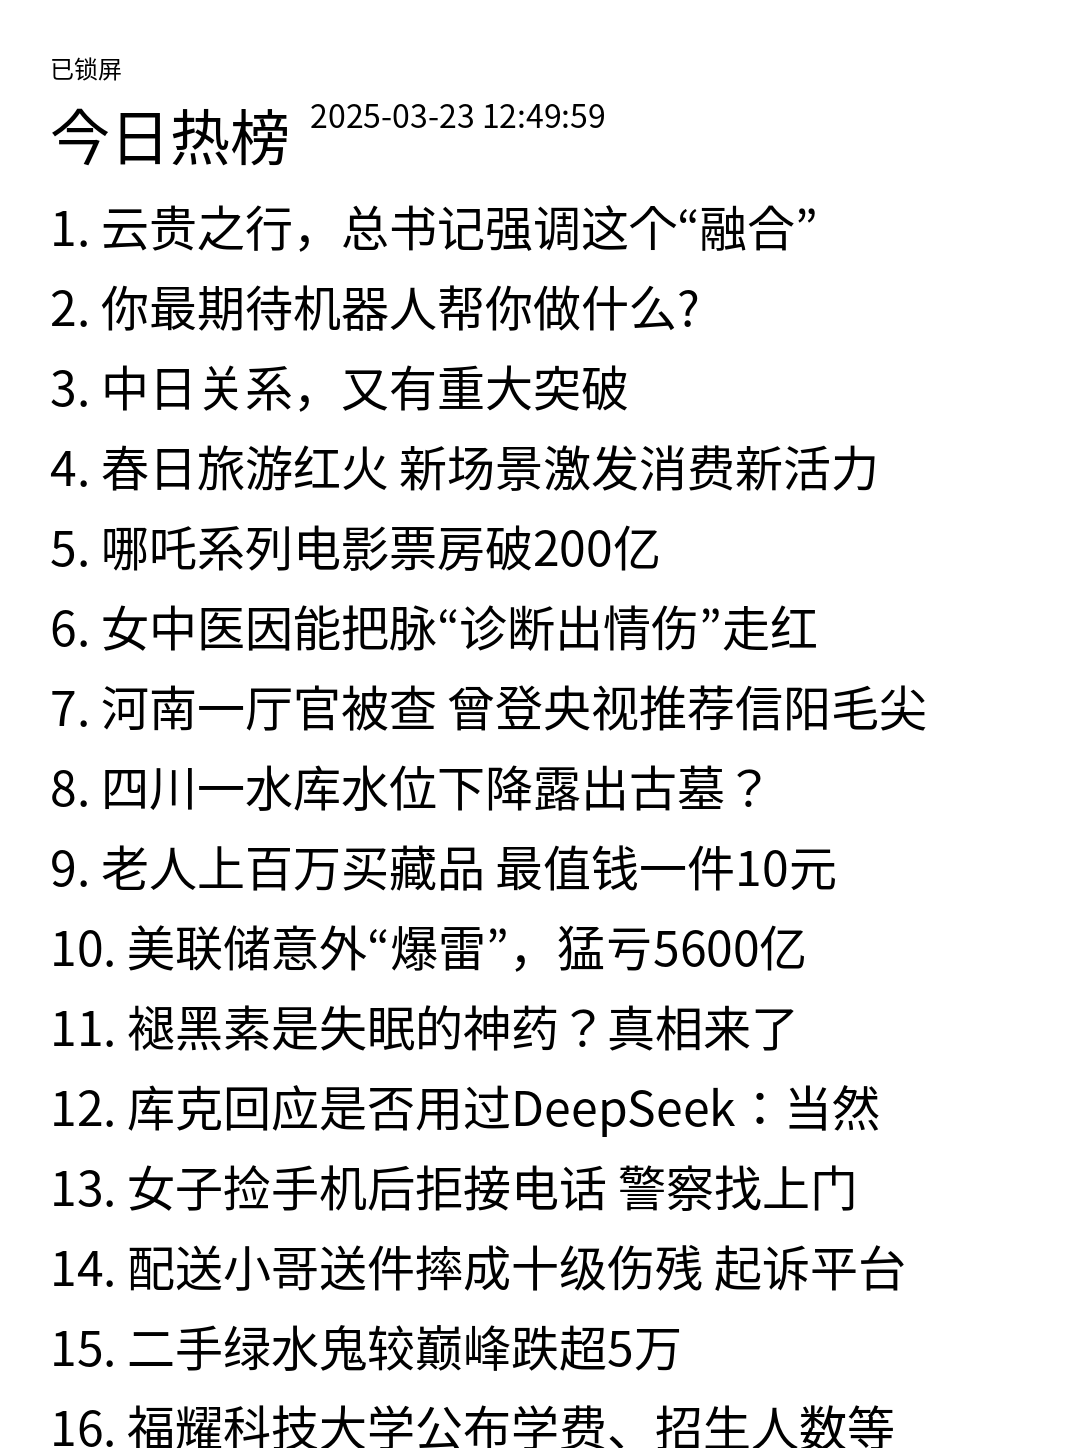 已锁屏
今日热榜 2025-03-23 12:49:59
1. 云贵之行，总书记强调这个“融合”
2. 你最期待机器人帮你做什么?
3. 中日关系，又有重大突破
4. 春日旅游红火 新场景激发消费新活力
5. 哪吒系列电影票房破200亿
6. 女中医因能把脉“诊断出情伤”走红
7. 河南一厅官被查 曾登央视推荐信阳毛尖
8. 四川一水库水位下降露出古墓？
9. 老人上百万买藏品 最值钱一件10元
10. 美联储意外“爆雷”，猛亏5600亿
11. 褪黑素是失眠的神药？真相来了
12. 库克回应是否用过DeepSeek：当然
13. 女子捡手机后拒接电话 警察找上门
14. 配送小哥送件摔成十级伤残 起诉平台
15. 二手绿水鬼较巅峰跌超5万
16. 福耀科技大学公布学费、招生人数等